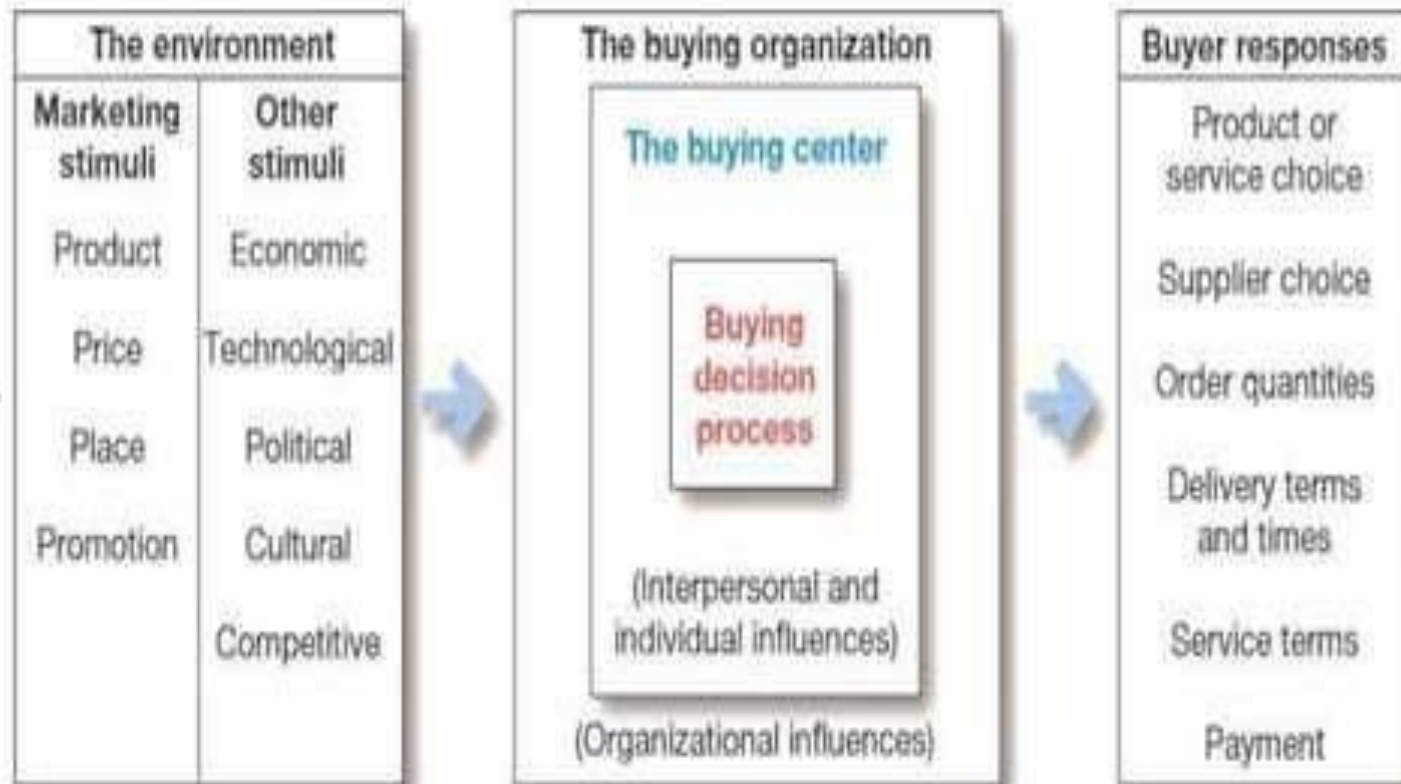 The environment
Marketing
stimuli
Product
Price
Place
Promotion
Other
stimuli
Economic
Technological
Political
Cultural
Competitive
The buying organization
The buying center
Buying
decision
process
(Interpersonal and
individual influences)
(Organizational influences)
Buyer responses
Product or
service choice
Supplier choice
Order quantities
Delivery terms
and times
Service terms
Payment